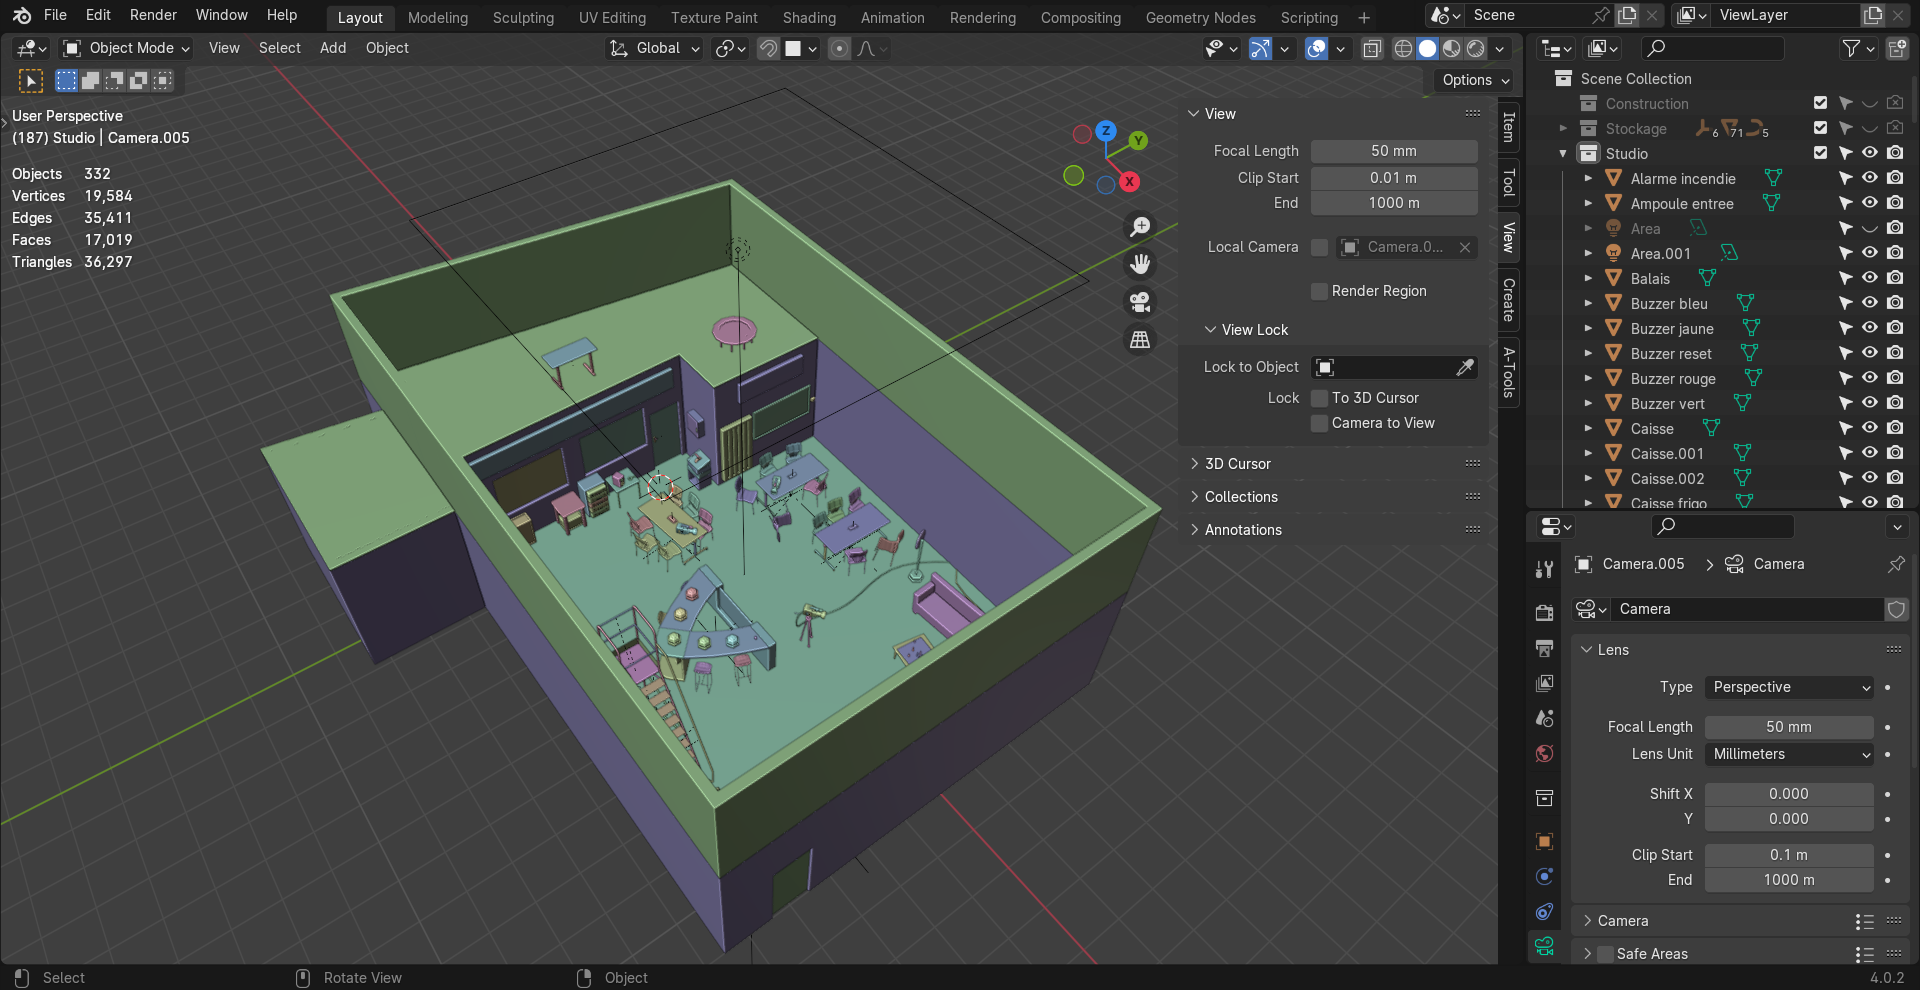 File Edit Render Window Help
Layout Modeling Sculpting UV Editing Texture Paint Shading Animation Rendering Compositing Geometry Nodes Scripting
Scene
ViewLayer
Object Mode View Select Add Object
Global
Options
User Perspective
(187) Studio | Camera.005
Objects 332
Vertices 19,584
Edges 35,411
Faces 17,019
Triangles 36,297
Z
Y
X
View
Focal Length 50 mm
Clip Start 0.01 m
End 1000 m
Local Camera Camera.0...
Render Region
View Lock
Lock to Object
Lock To 3D Cursor
Camera to View
3D Cursor
Collections
Annotations
Item
Tool
View
Create
A-Tools
Scene Collection
Construction
Stockage 6 71 5
Studio
Alarme incendie
Ampoule entree
Area
Area.001
Balais
Buzzer bleu
Buzzer jaune
Buzzer reset
Buzzer rouge
Buzzer vert
Caisse
Caisse.001
Caisse.002
Caisse frigo
Camera.005 Camera
Camera
Lens
Type Perspective
Focal Length 50 mm
Lens Unit Millimeters
Shift X 0.000
Y 0.000
Clip Start 0.1 m
End 1000 m
Camera
Safe Areas
Select Rotate View Object 4.0.2